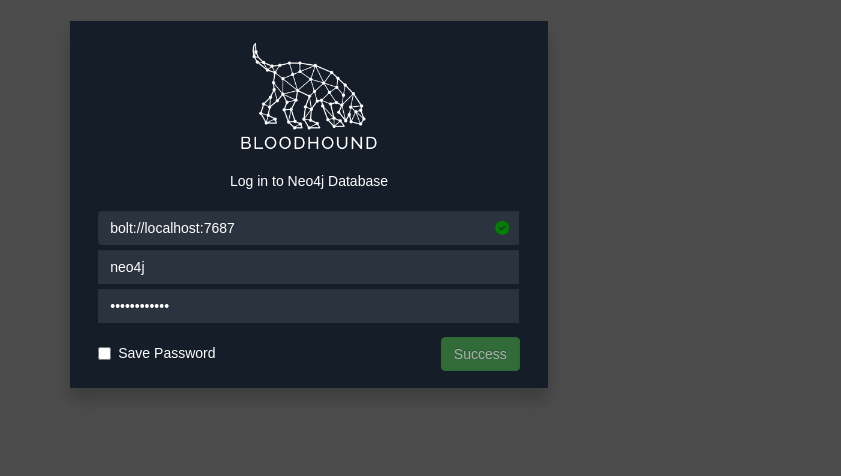 BLOODHOUND
Log in to Neo4j Database
bolt://localhost:7687
neo4j
••••••••••••
Save Password
Success